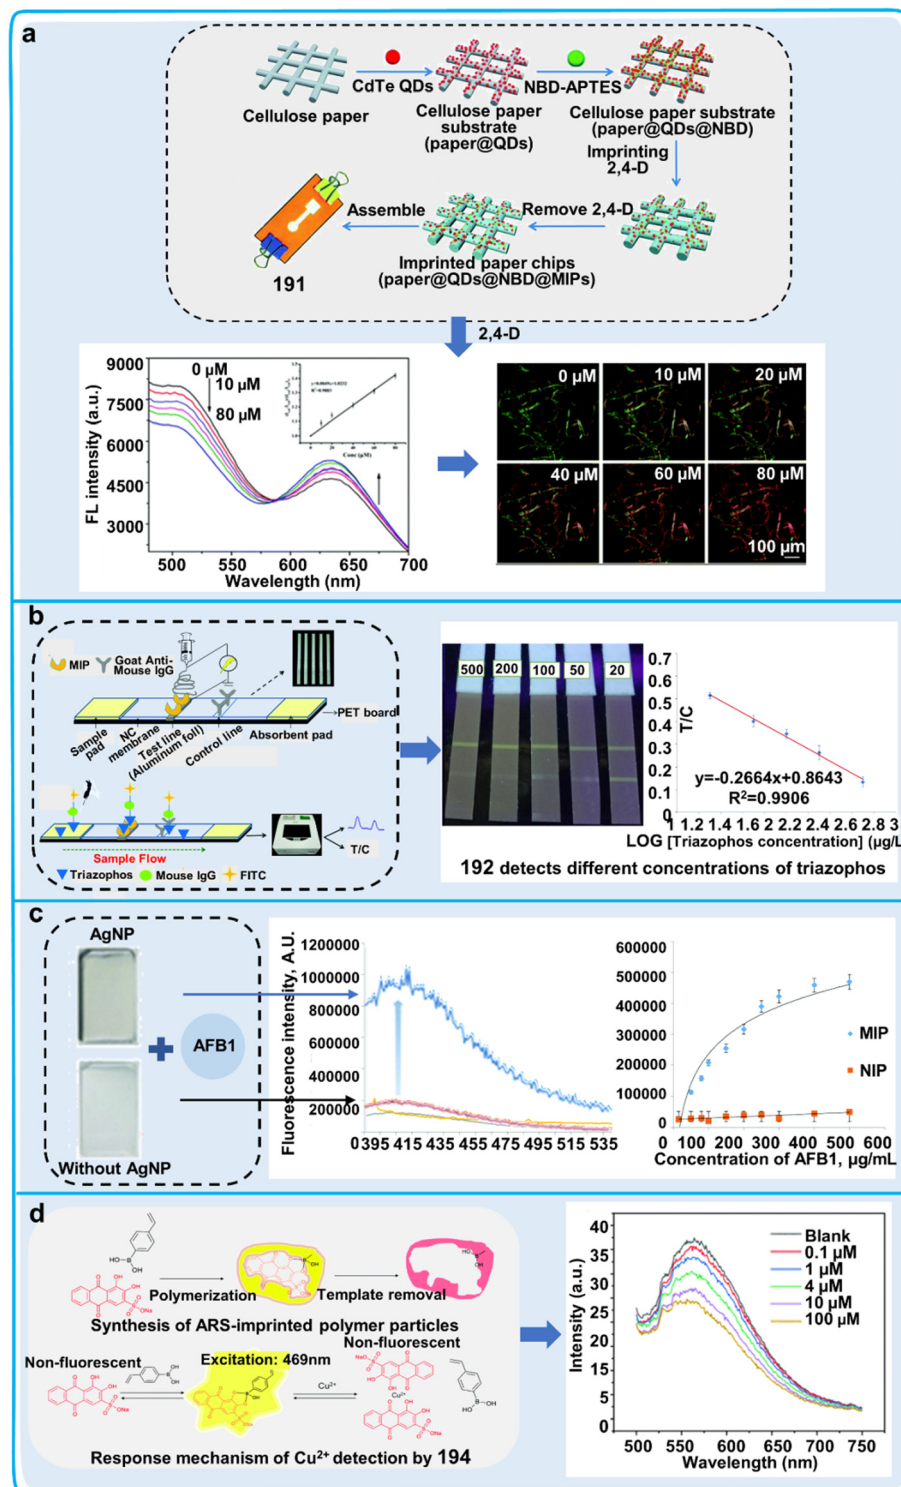 a
CdTe QDs
NBD-APTES
Cellulose paper
Cellulose paper
substrate
(paper@QDs)
Cellulose paper substrate
(paper@QDs@NBD)
Imprinting
2,4-D
Assemble
Remove 2,4-D
Imprinted paper chips
(paper@QDs@NBD@MIPs)
191
2,4-D
FL intensity (a.u.)
9000
7500
6000
4500
3000
0 µM
10 µM
80 µM
Conc (µM)
500
550
600
650
700
Wavelength (nm)
0 µM
10 µM
20 µM
40 µM
60 µM
80 µM
100 µm
b
MIP
Goat Anti-
Mouse IgG
PET board
Sample
pad
NC
membrane
Test line
(Aluminum foil)
Control line
Absorbent pad
Sample Flow
T/C
Triazophos
Mouse IgG
FITC
500
200
100
50
20
T/C
0.7
0.5
0.4
0.3
0.2
0.1
0
y=-0.2664x+0.8643
R²=0.9906
1 1.2 1.6 2 2.2 2.4 2.6 2.8 3
LOG [Triazophos concentration] (µg/L
192 detects different concentrations of triazophos
c
AgNP
AFB1
Without AgNP
Fluorescence intensity, A.U.
1200000
1000000
800000
600000
400000
200000
0395 415 435 455 475 495 515 535
600000
500000
400000
300000
200000
100000
0
MIP
NIP
0 100 200 300 400 500 600
Concentration of AFB1, µg/mL
d
Polymerization
Template removal
Synthesis of ARS-imprinted polymer particles
Non-fluorescent
Excitation: 469nm
Non-fluorescent
Cu²⁺
Cu²⁺
Response mechanism of Cu²⁺ detection by 194
Intensity (a.u.)
40
35
30
25
20
15
10
5
0
Blank
0.1 µM
1 µM
4 µM
10 µM
100 µM
500 550 600 650 700 750
Wavelength (nm)